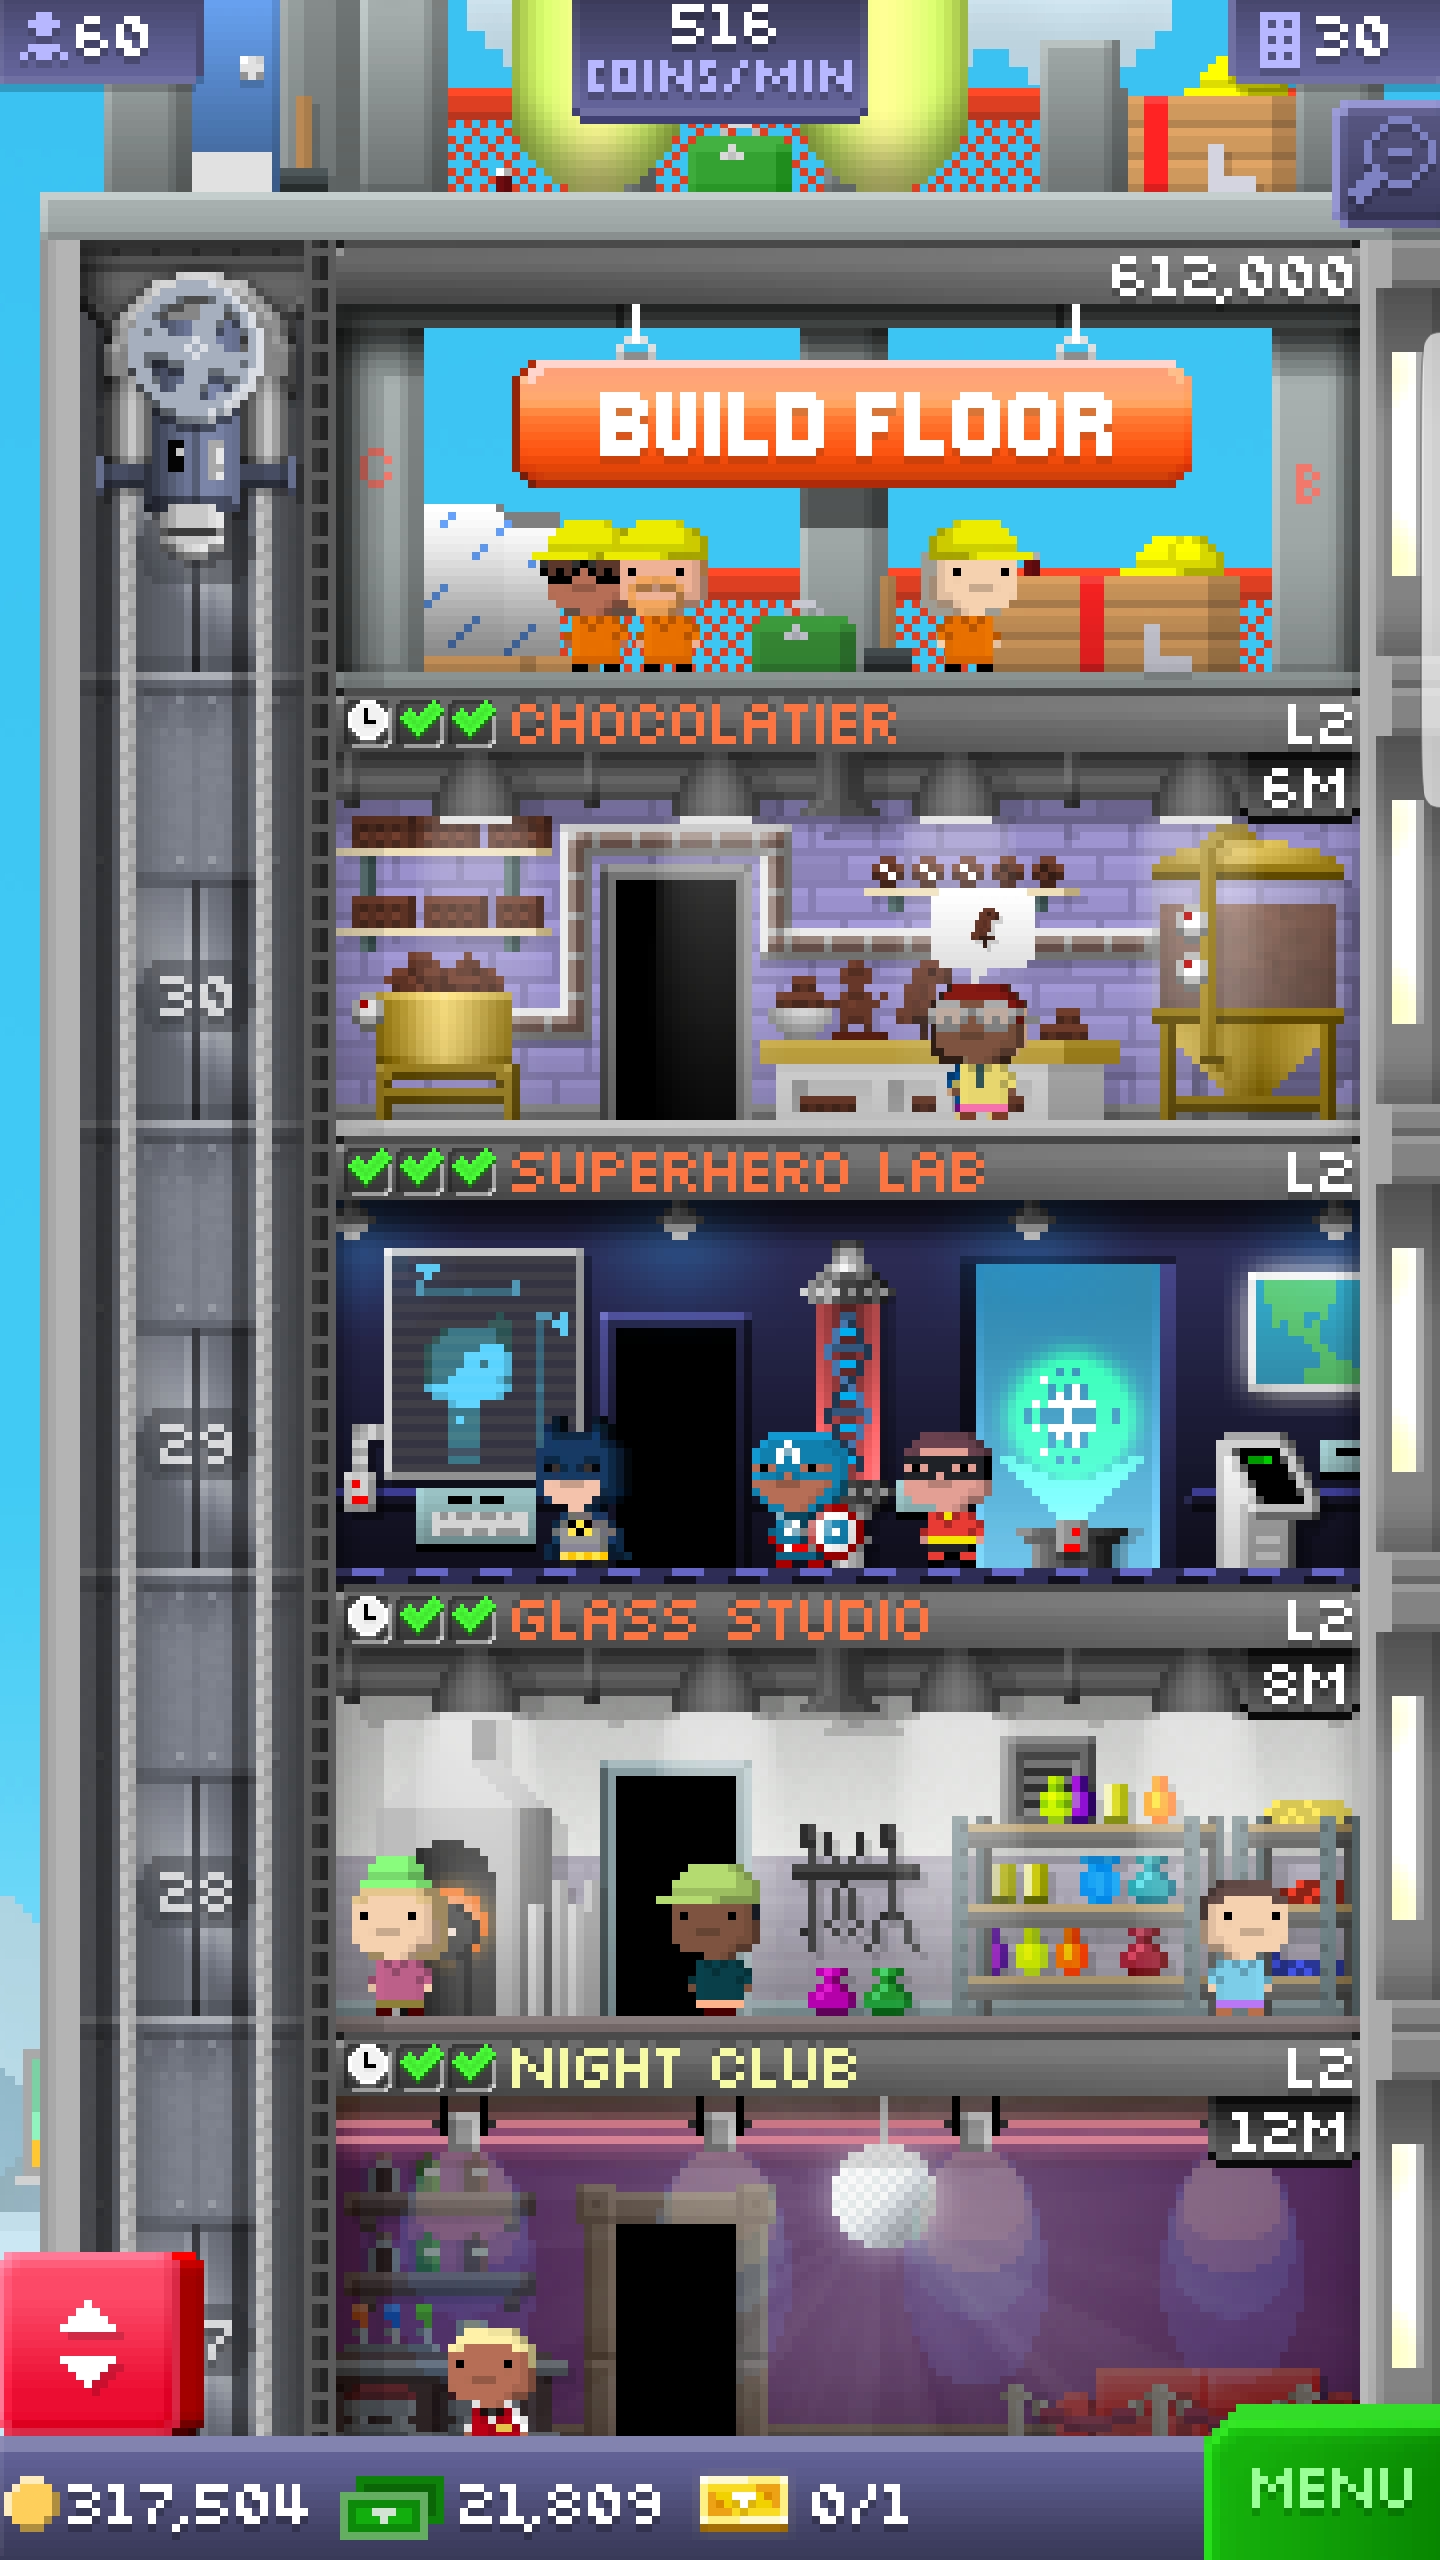 60
516
COINS/MIN
30
612,000
BUILD FLOOR
C
B
CHOCOLATIER L2
6M
30
SUPERHERO LAB L2
29
GLASS STUDIO L2
8M
28
NIGHT CLUB L2
12M
7
317,504 21,809 0/1
MENU